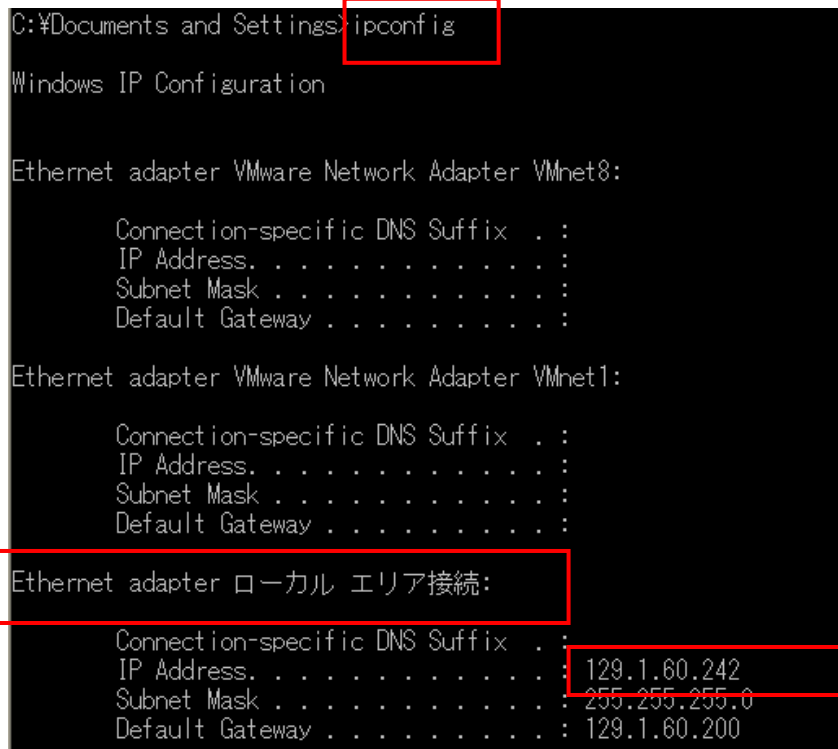 C:¥Documents and Settings>ipconfig
Windows IP Configuration
Ethernet adapter VMware Network Adapter VMnet8:
Connection-specific DNS Suffix . :
IP Address. . . . . . . . . . . . :
Subnet Mask . . . . . . . . . . . :
Default Gateway . . . . . . . . . :
Ethernet adapter VMware Network Adapter VMnet1:
Connection-specific DNS Suffix . :
IP Address. . . . . . . . . . . . :
Subnet Mask . . . . . . . . . . . :
Default Gateway . . . . . . . . . :
Ethernet adapter ローカル エリア接続:
Connection-specific DNS Suffix . :
IP Address. . . . . . . . . . . . : 129.1.60.242
Subnet Mask . . . . . . . . . . . : 255.255.255.0
Default Gateway . . . . . . . . . : 129.1.60.200